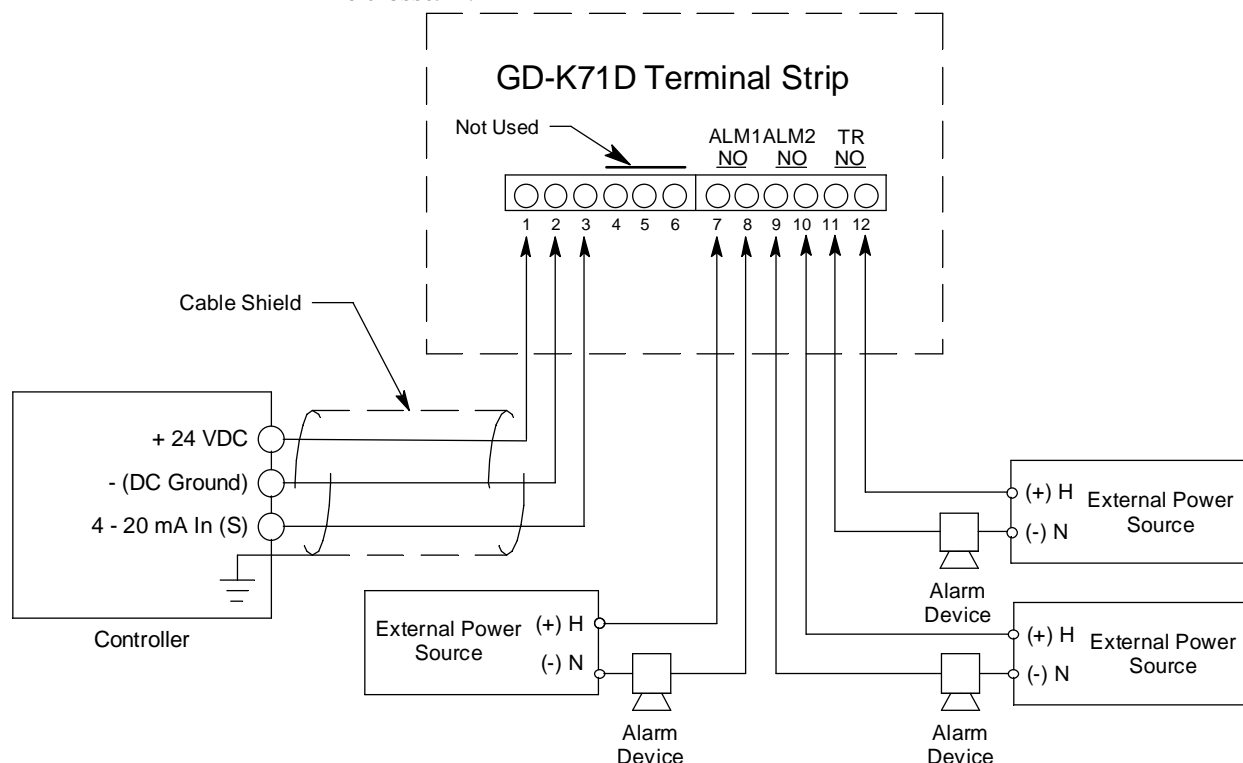 GD-K71D Terminal Strip
Not Used
ALM1 ALM2 TR
NO NO NO
1 2 3 4 5 6 7 8 9 10 11 12
Cable Shield
+ 24 VDC
- (DC Ground)
4 - 20 mA In (S)
Controller
External Power
Source
(+) H
(-) N
Alarm
Device
(+) H
(-) N
External Power
Source
Alarm
Device
(+) H
(-) N
External Power
Source
Alarm
Device